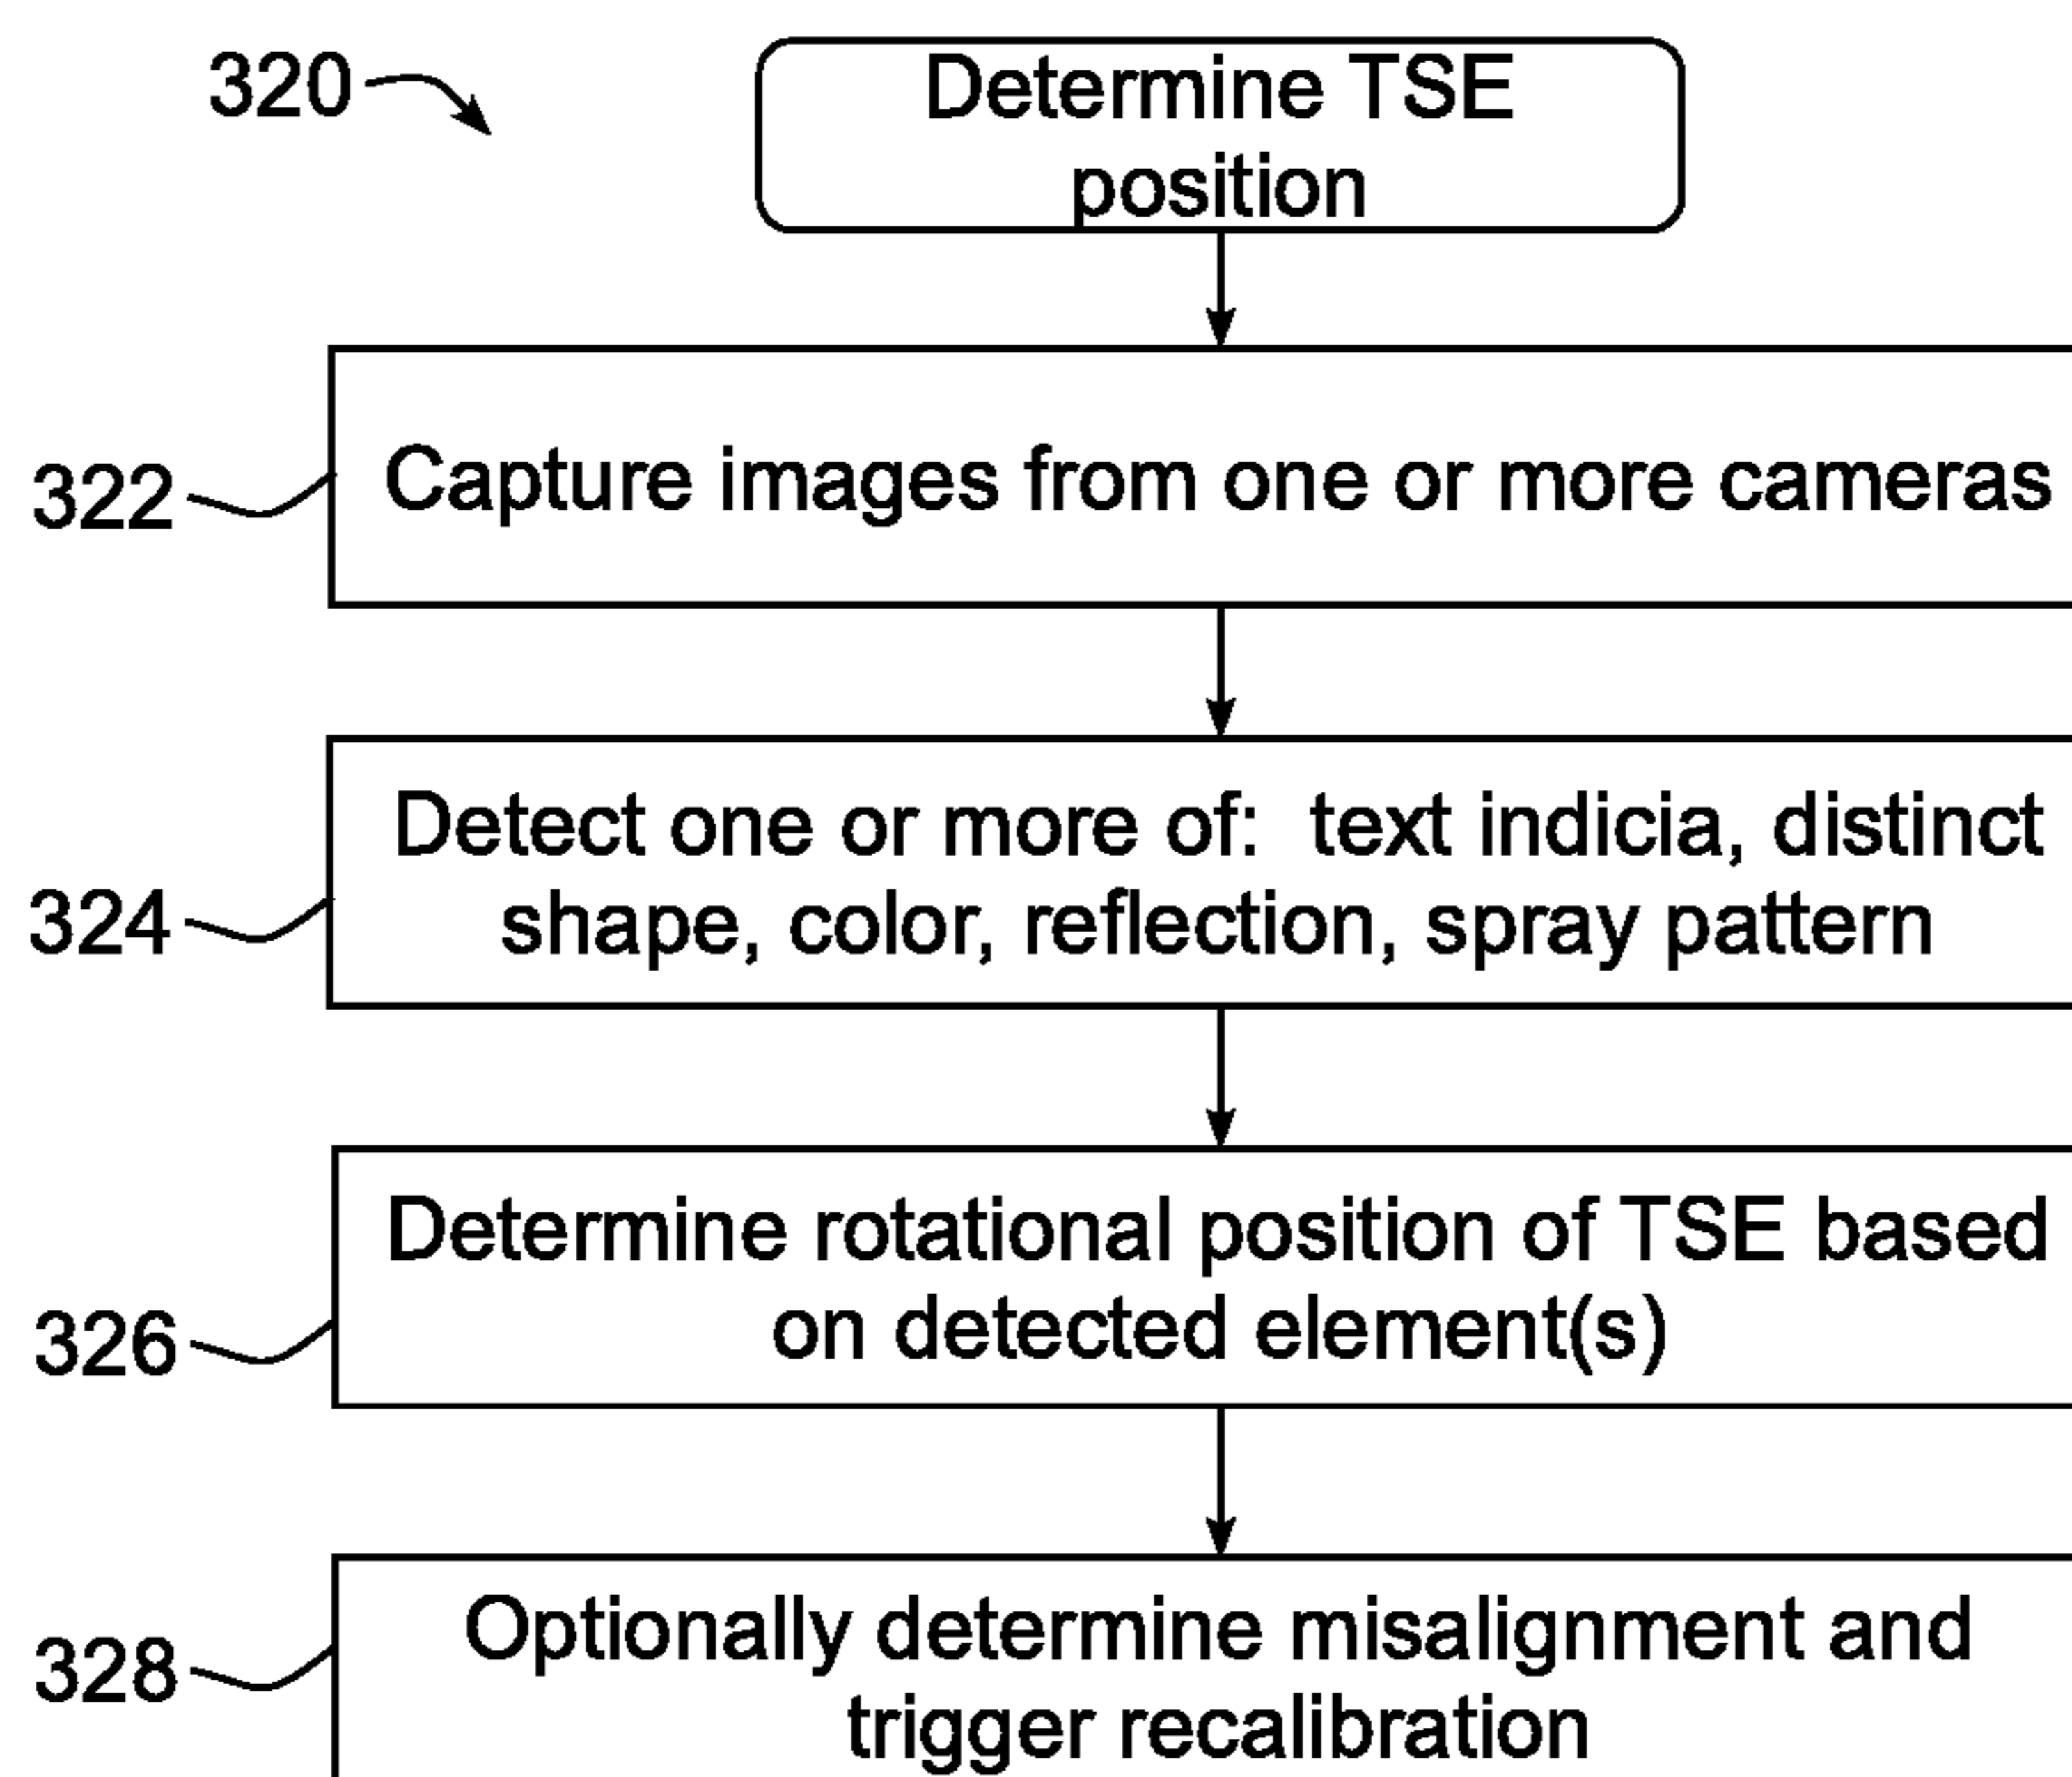 320
Determine TSE
position
322
Capture images from one or more cameras
324
Detect one or more of: text indicia, distinct
shape, color, reflection, spray pattern
326
Determine rotational position of TSE based
on detected element(s)
328
Optionally determine misalignment and
trigger recalibration